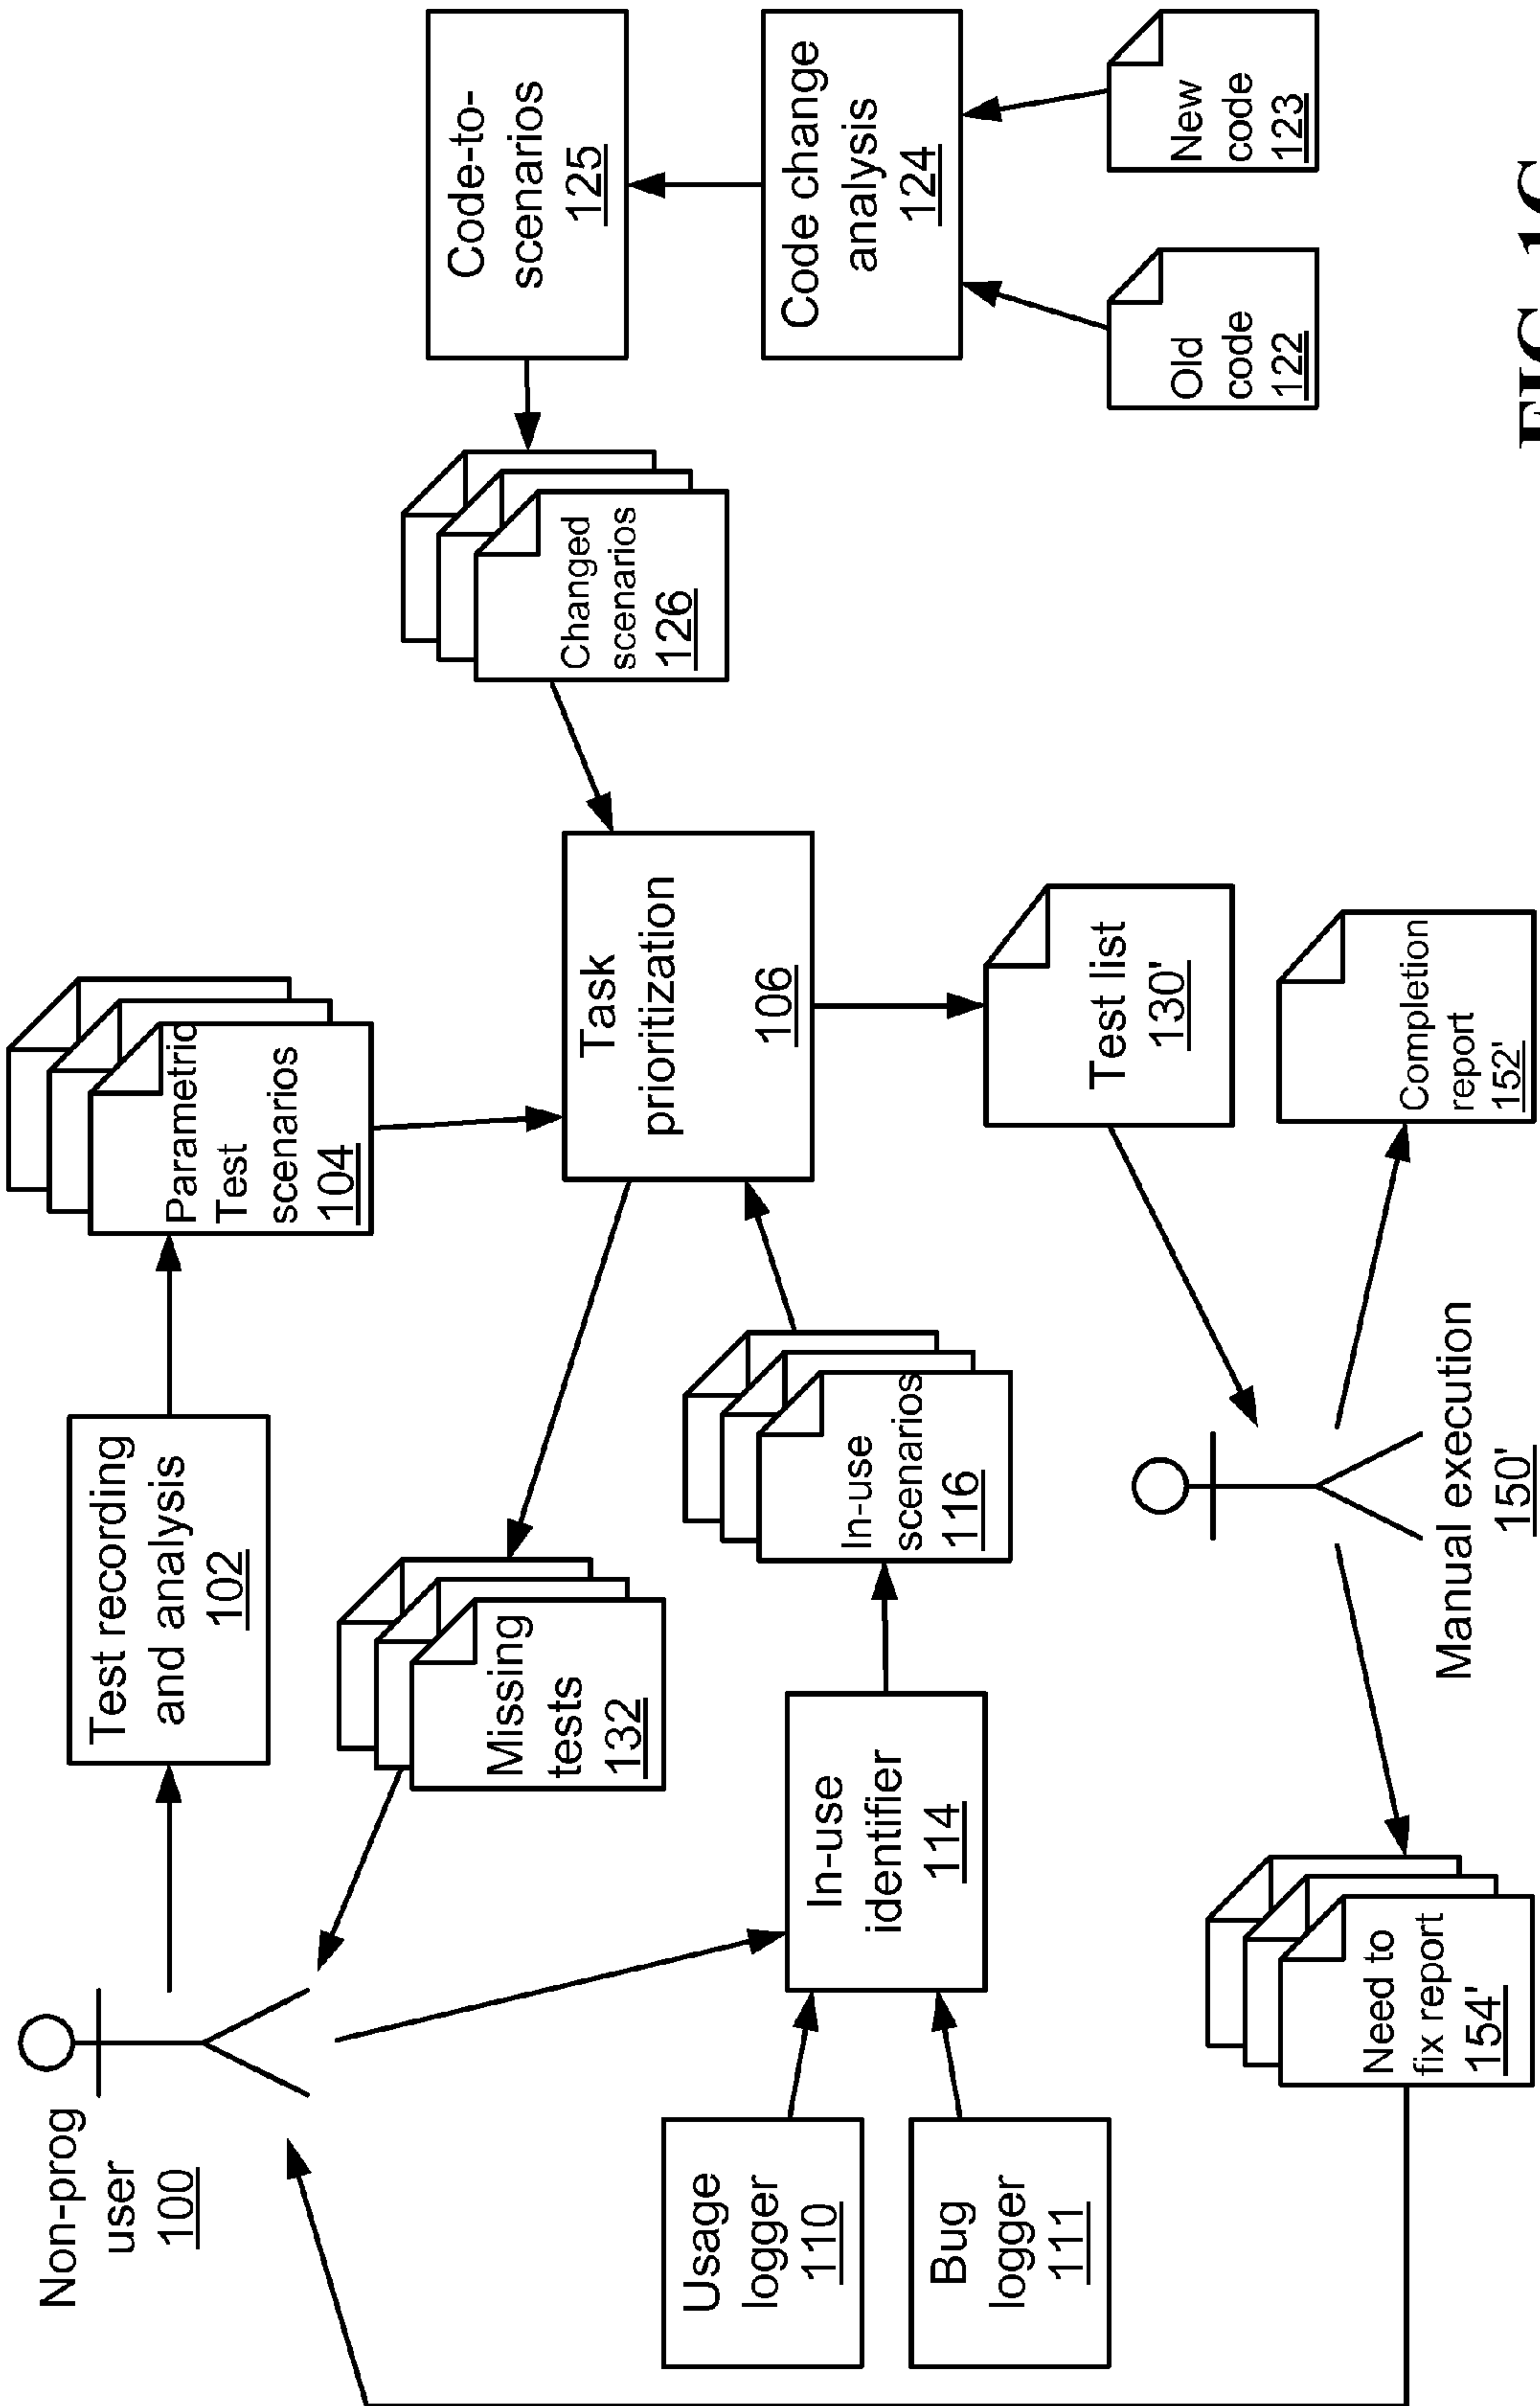 Non-prog
user
100
Test recording
and analysis
102
Parametric
Test
scenarios
104
Code-to-
scenarios
125
Changed
scenarios
126
Missing
tests
132
Task
prioritization
106
Code change
analysis
124
Usage
logger
110
In-use
identifier
114
In-use
scenarios
116
Bug
logger
111
Test list
130'
Old
code
122
New
code
123
Need to
fix report
154'
Manual execution
150'
Completion
report
152'
FIG. 1C